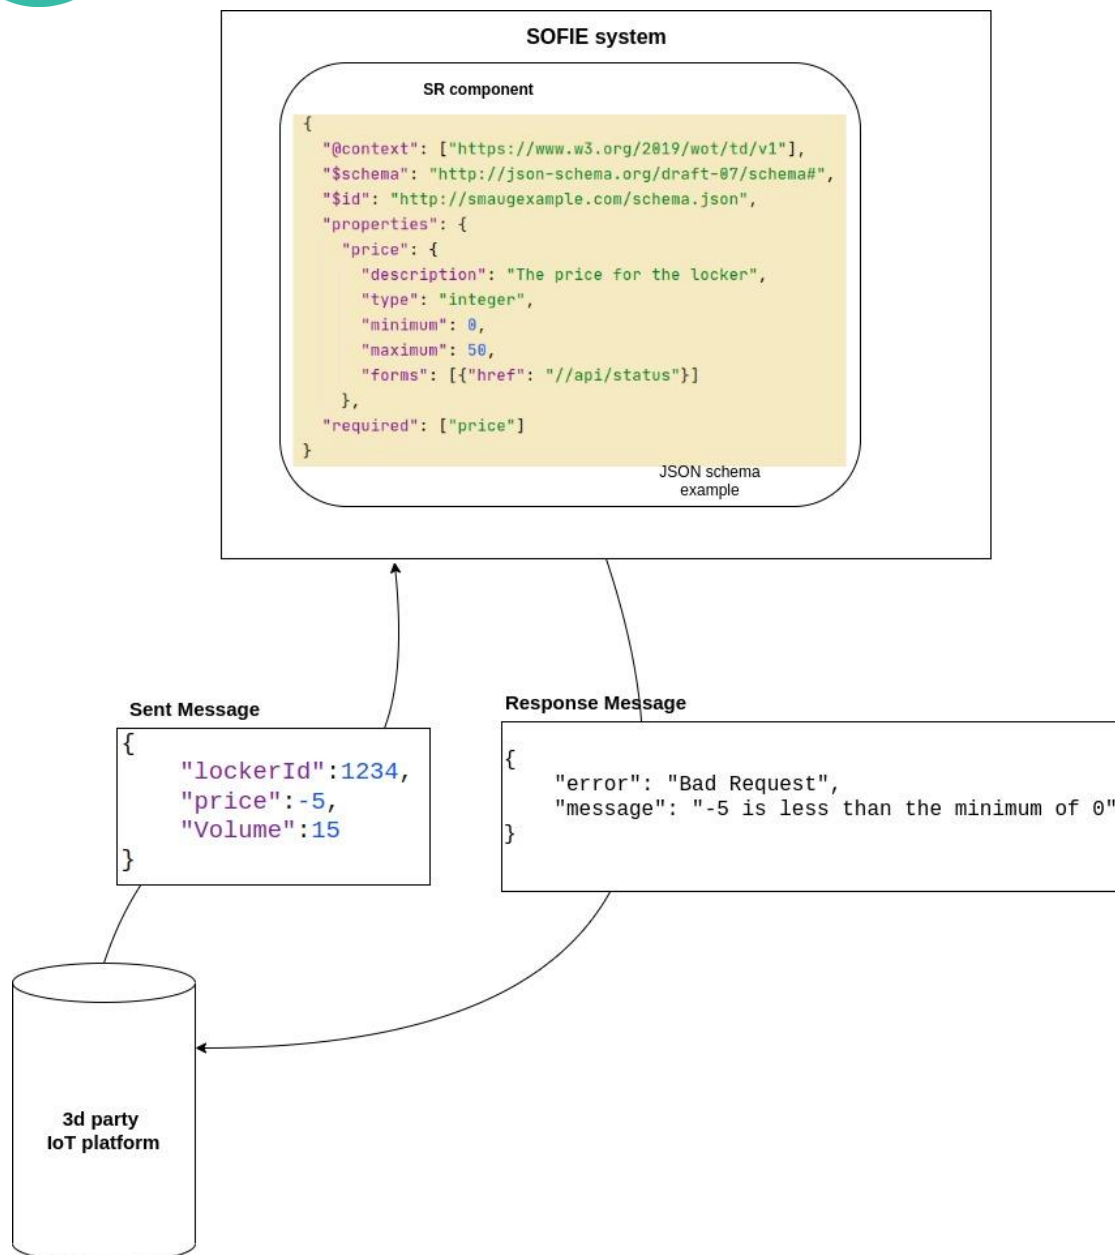 SOFIE system
SR component
{
"@context": ["https://www.w3.org/2019/wot/td/v1"],
"$schema": "http://json-schema.org/draft-07/schema#",
"$id": "http://smaugexample.com/schema.json",
"properties": {
"price": {
"description": "The price for the locker",
"type": "integer",
"minimum": 0,
"maximum": 50,
"forms": [{"href": "//api/status"}]
},
"required": ["price"]
}
JSON schema
example
Sent Message
{
"lockerId":1234,
"price":-5,
"Volume":15
}
Response Message
{
"error": "Bad Request",
"message": "-5 is less than the minimum of 0"
}
3d party
IoT platform